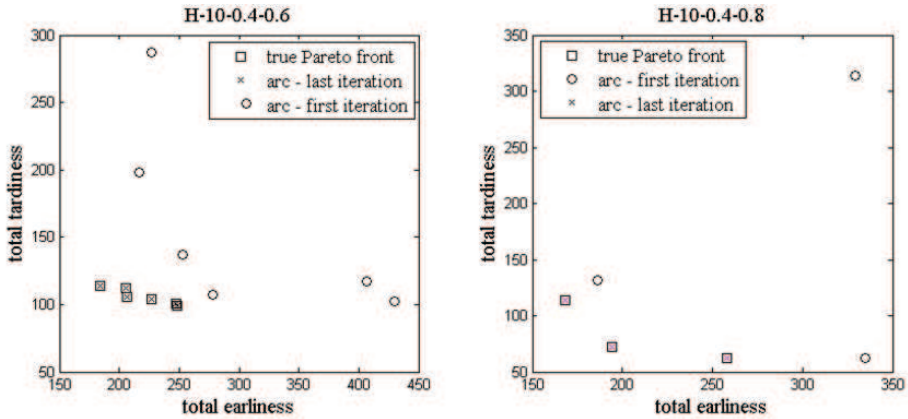 H-10-0.4-0.6
300
250
200
150
100
50
total tardiness
true Pareto front
arc - last iteration
arc - first iteration
150 200 250 300 350 400 450
total earliness
H-10-0.4-0.8
350
300
250
200
150
100
50
total tardiness
true Pareto front
arc - first iteration
arc - last iteration
150 200 250 300 350
total earliness